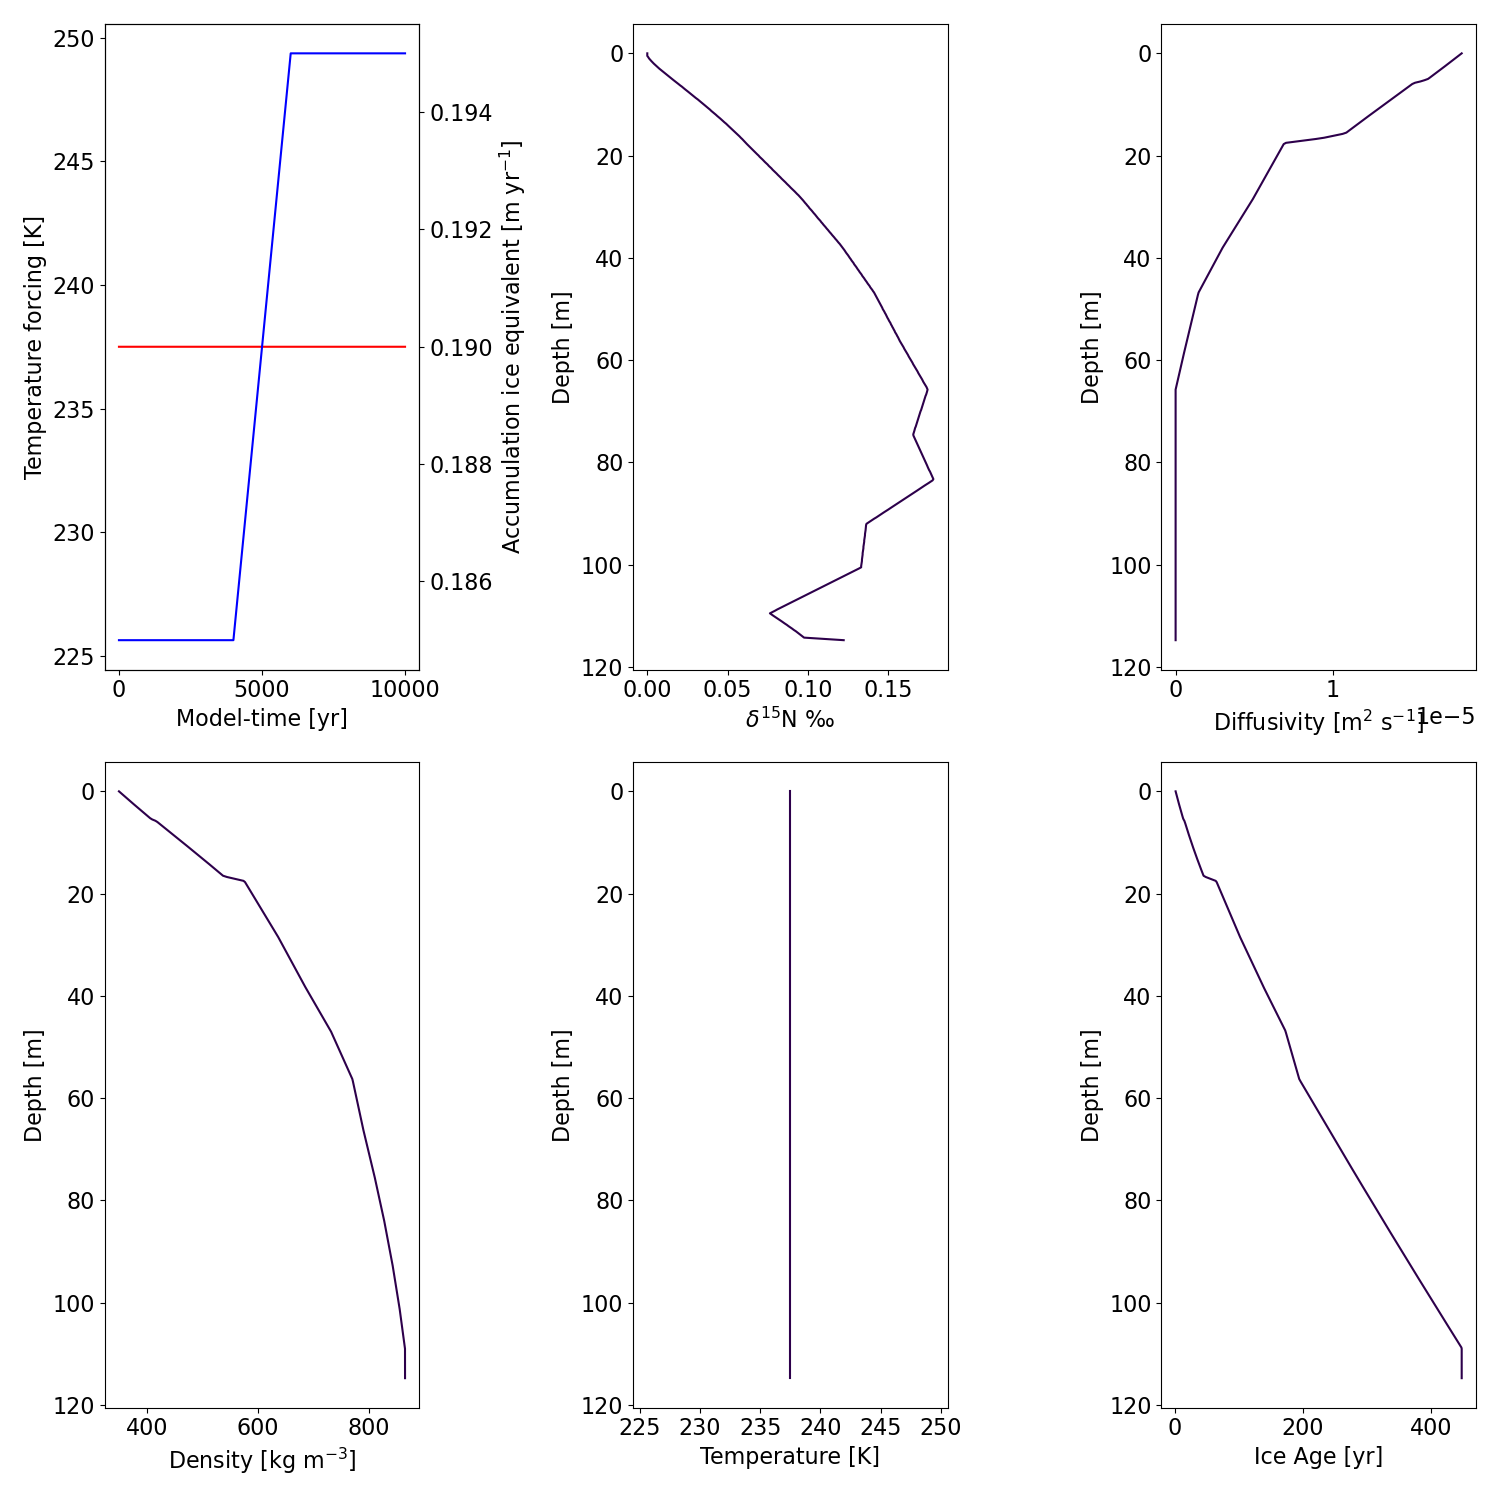 Temperature forcing [K]
250
245
240
235
230
225
0.194
0.192
0.190
0.188
0.186
Accumulation ice equivalent [m yr⁻¹]
0 5000 10000
Model-time [yr]
Depth [m]
0
20
40
60
80
100
120
0.00 0.05 0.10 0.15
δ¹⁵N ‰
Depth [m]
0
20
40
60
80
100
120
0 1
Diffusivity [m² s⁻¹]
1e−5
Depth [m]
0
20
40
60
80
100
120
400 600 800
Density [kg m⁻³]
Depth [m]
0
20
40
60
80
100
120
225 230 235 240 245 250
Temperature [K]
Depth [m]
0
20
40
60
80
100
120
0 200 400
Ice Age [yr]